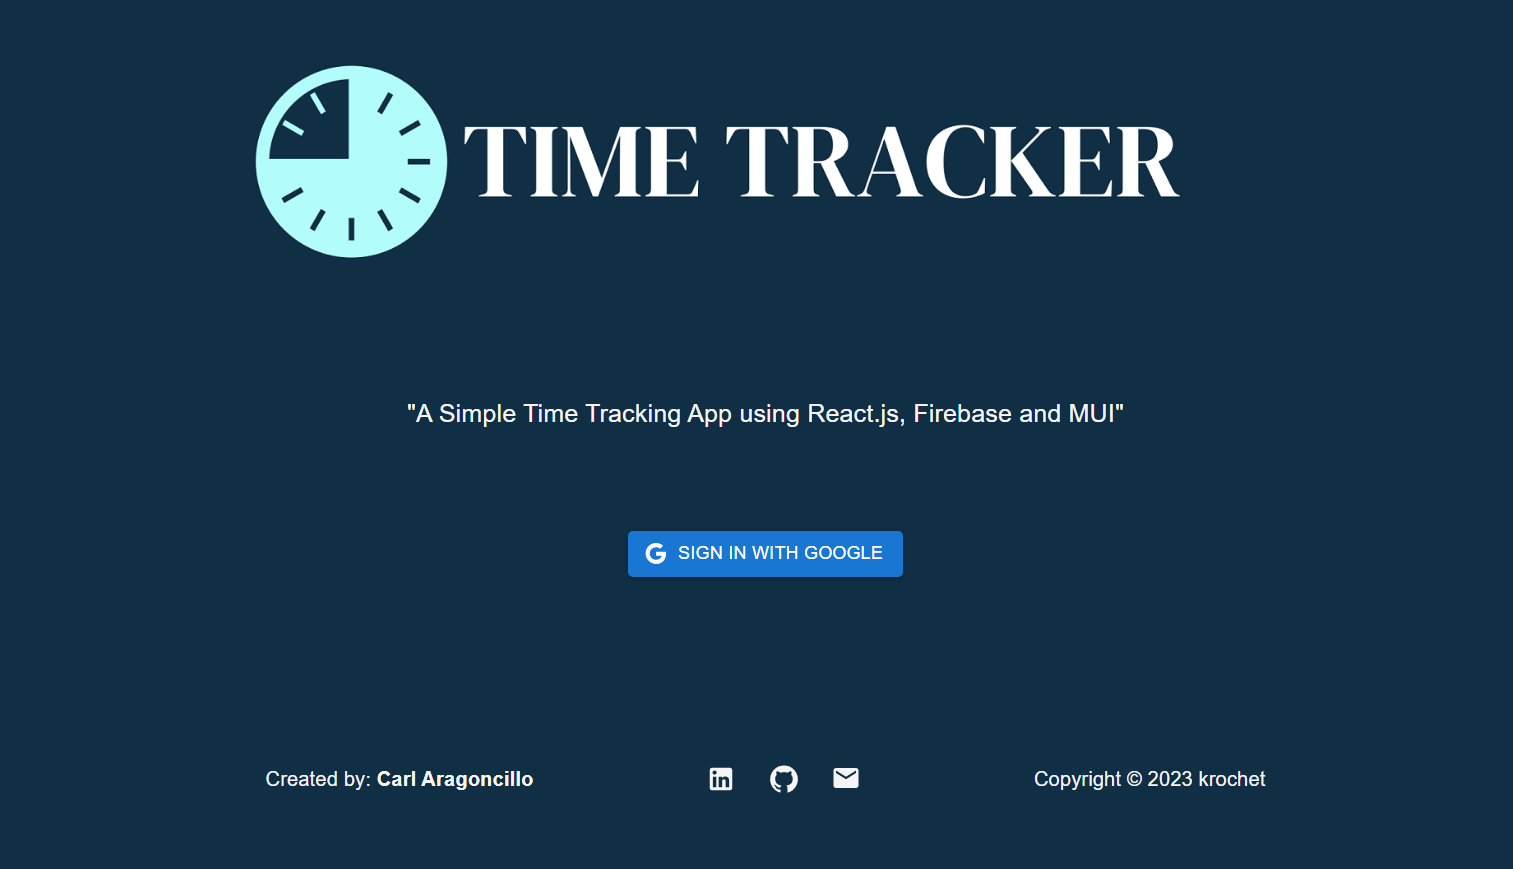 TIME TRACKER
"A Simple Time Tracking App using React.js, Firebase and MUI"
SIGN IN WITH GOOGLE
Created by: Carl Aragoncillo
Copyright © 2023 krochet